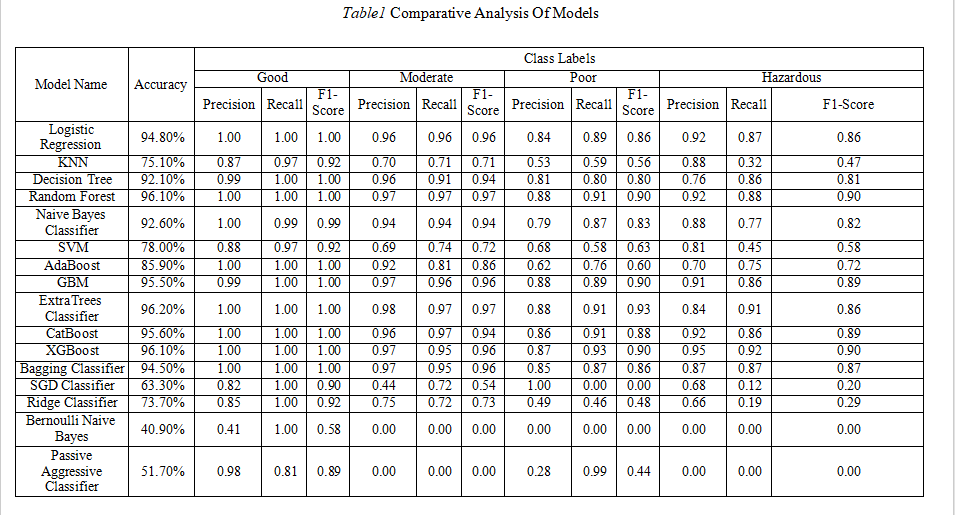 Table1 Comparative Analysis Of Models
Model Name Accuracy Class Labels
Good Moderate Poor Hazardous
Precision Recall F1-Score Precision Recall F1-Score Precision Recall F1-Score Precision Recall F1-Score
Logistic Regression 94.80% 1.00 1.00 1.00 0.96 0.96 0.96 0.84 0.89 0.86 0.92 0.87 0.86
KNN 75.10% 0.87 0.97 0.92 0.70 0.71 0.71 0.53 0.59 0.56 0.88 0.32 0.47
Decision Tree 92.10% 0.99 1.00 1.00 0.96 0.91 0.94 0.81 0.80 0.80 0.76 0.86 0.81
Random Forest 96.10% 1.00 1.00 1.00 0.97 0.97 0.97 0.88 0.91 0.90 0.92 0.88 0.90
Naive Bayes Classifier 92.60% 1.00 0.99 0.99 0.94 0.94 0.94 0.79 0.87 0.83 0.88 0.77 0.82
SVM 78.00% 0.88 0.97 0.92 0.69 0.74 0.72 0.68 0.58 0.63 0.81 0.45 0.58
AdaBoost 85.90% 1.00 1.00 1.00 0.92 0.81 0.86 0.62 0.76 0.60 0.70 0.75 0.72
GBM 95.50% 0.99 1.00 1.00 0.97 0.96 0.96 0.88 0.89 0.90 0.91 0.86 0.89
ExtraTrees Classifier 96.20% 1.00 1.00 1.00 0.98 0.97 0.97 0.88 0.91 0.93 0.84 0.91 0.86
CatBoost 95.60% 1.00 1.00 1.00 0.96 0.97 0.94 0.86 0.91 0.88 0.92 0.86 0.89
XGBoost 96.10% 1.00 1.00 1.00 0.97 0.95 0.96 0.87 0.93 0.90 0.95 0.92 0.90
Bagging Classifier 94.50% 1.00 1.00 1.00 0.97 0.95 0.96 0.85 0.87 0.86 0.87 0.87 0.87
SGD Classifier 63.30% 0.82 1.00 0.90 0.44 0.72 0.54 1.00 0.00 0.00 0.68 0.12 0.20
Ridge Classifier 73.70% 0.85 1.00 0.92 0.75 0.72 0.73 0.49 0.46 0.48 0.66 0.19 0.29
Bernoulli Naive Bayes 40.90% 0.41 1.00 0.58 0.00 0.00 0.00 0.00 0.00 0.00 0.00 0.00 0.00
Passive Aggressive Classifier 51.70% 0.98 0.81 0.89 0.00 0.00 0.00 0.28 0.99 0.44 0.00 0.00 0.00